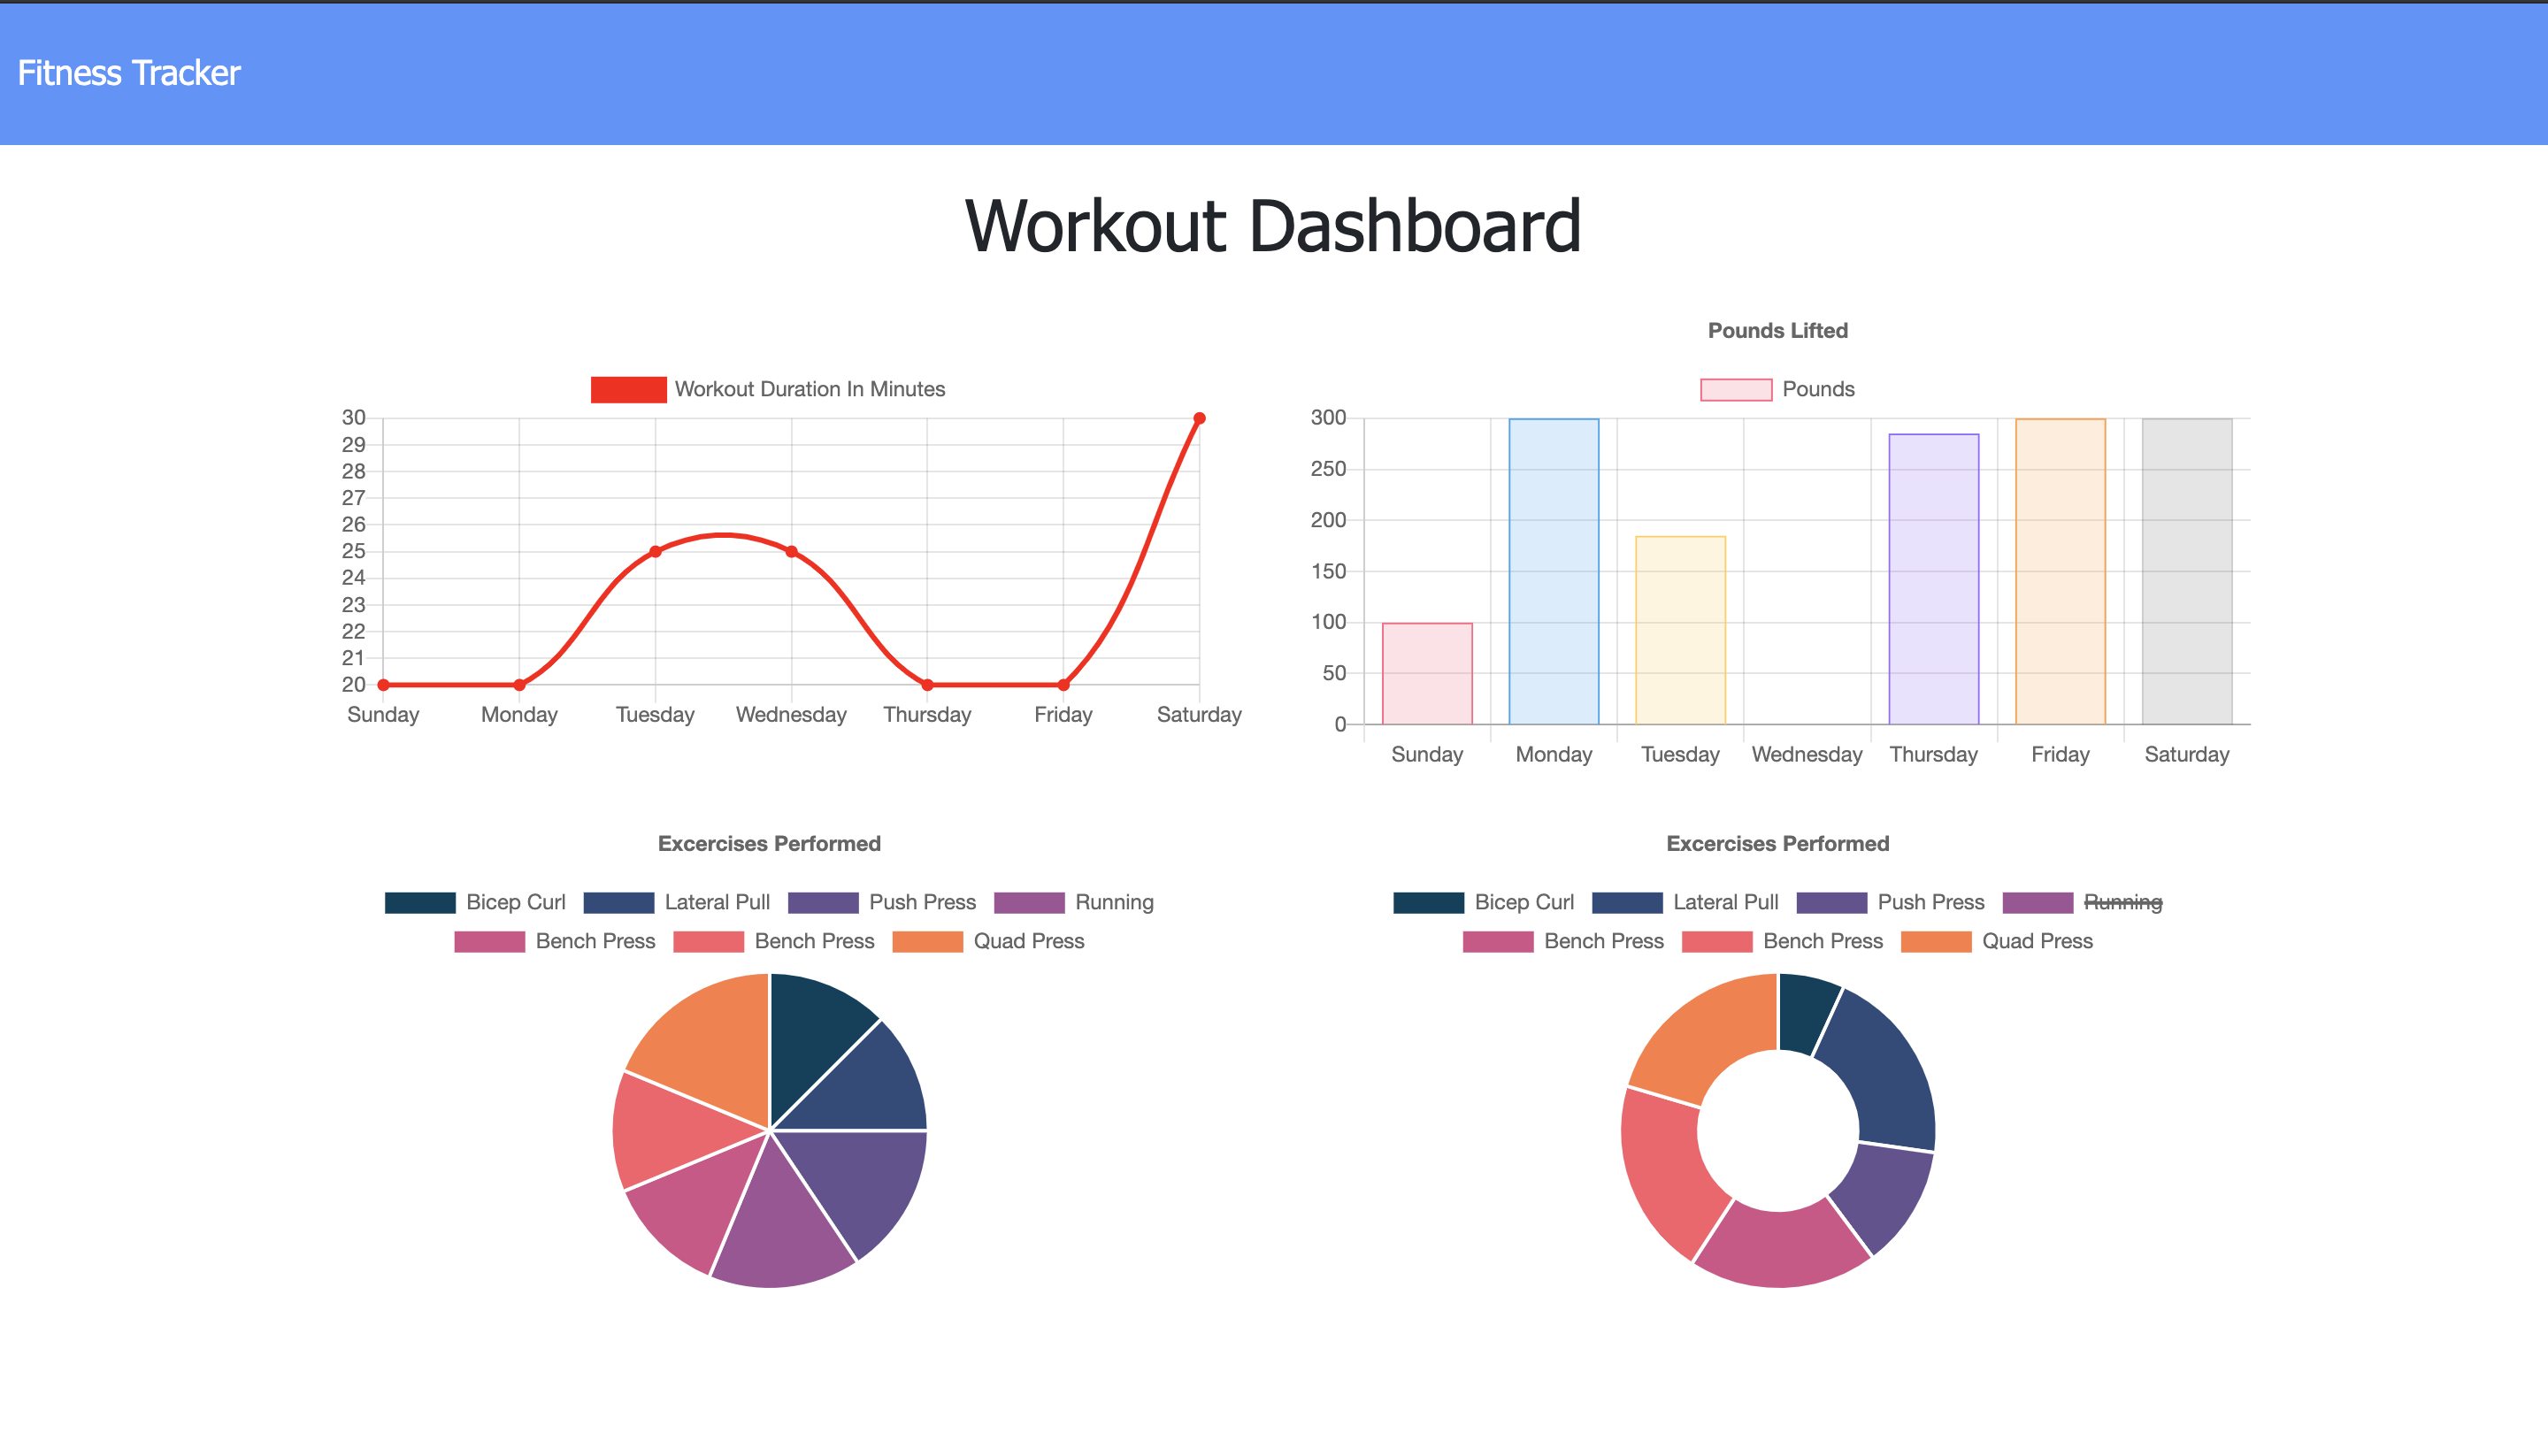 Fitness Tracker
Workout Dashboard
Workout Duration In Minutes
30
29
28
27
26
25
24
23
22
21
20
Sunday Monday Tuesday Wednesday Thursday Friday Saturday
Pounds Lifted
Pounds
300
250
200
150
100
50
0
Sunday Monday Tuesday Wednesday Thursday Friday Saturday
Excercises Performed
Bicep Curl Lateral Pull Push Press Running
Bench Press Bench Press Quad Press
Excercises Performed
Bicep Curl Lateral Pull Push Press Running
Bench Press Bench Press Quad Press